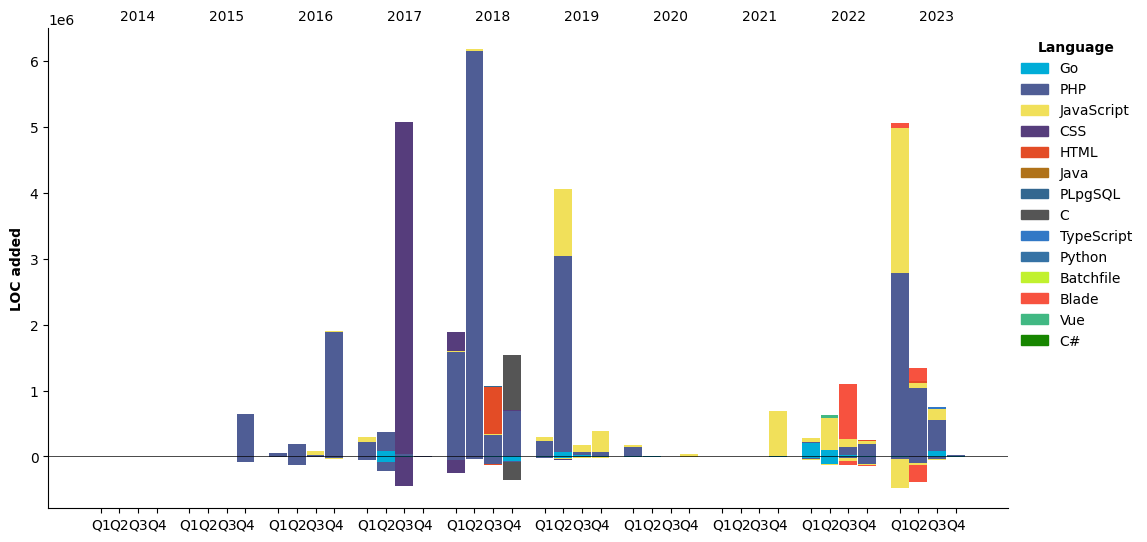 2014 2015 2016 2017 2018 2019 2020 2021 2022 2023
1e6
LOC added
6
5
4
3
2
1
0
Q1Q2Q3Q4 Q1Q2Q3Q4 Q1Q2Q3Q4 Q1Q2Q3Q4 Q1Q2Q3Q4 Q1Q2Q3Q4 Q1Q2Q3Q4 Q1Q2Q3Q4 Q1Q2Q3Q4 Q1Q2Q3Q4
Language
Go
PHP
JavaScript
CSS
HTML
Java
PLpgSQL
C
TypeScript
Python
Batchfile
Blade
Vue
C#